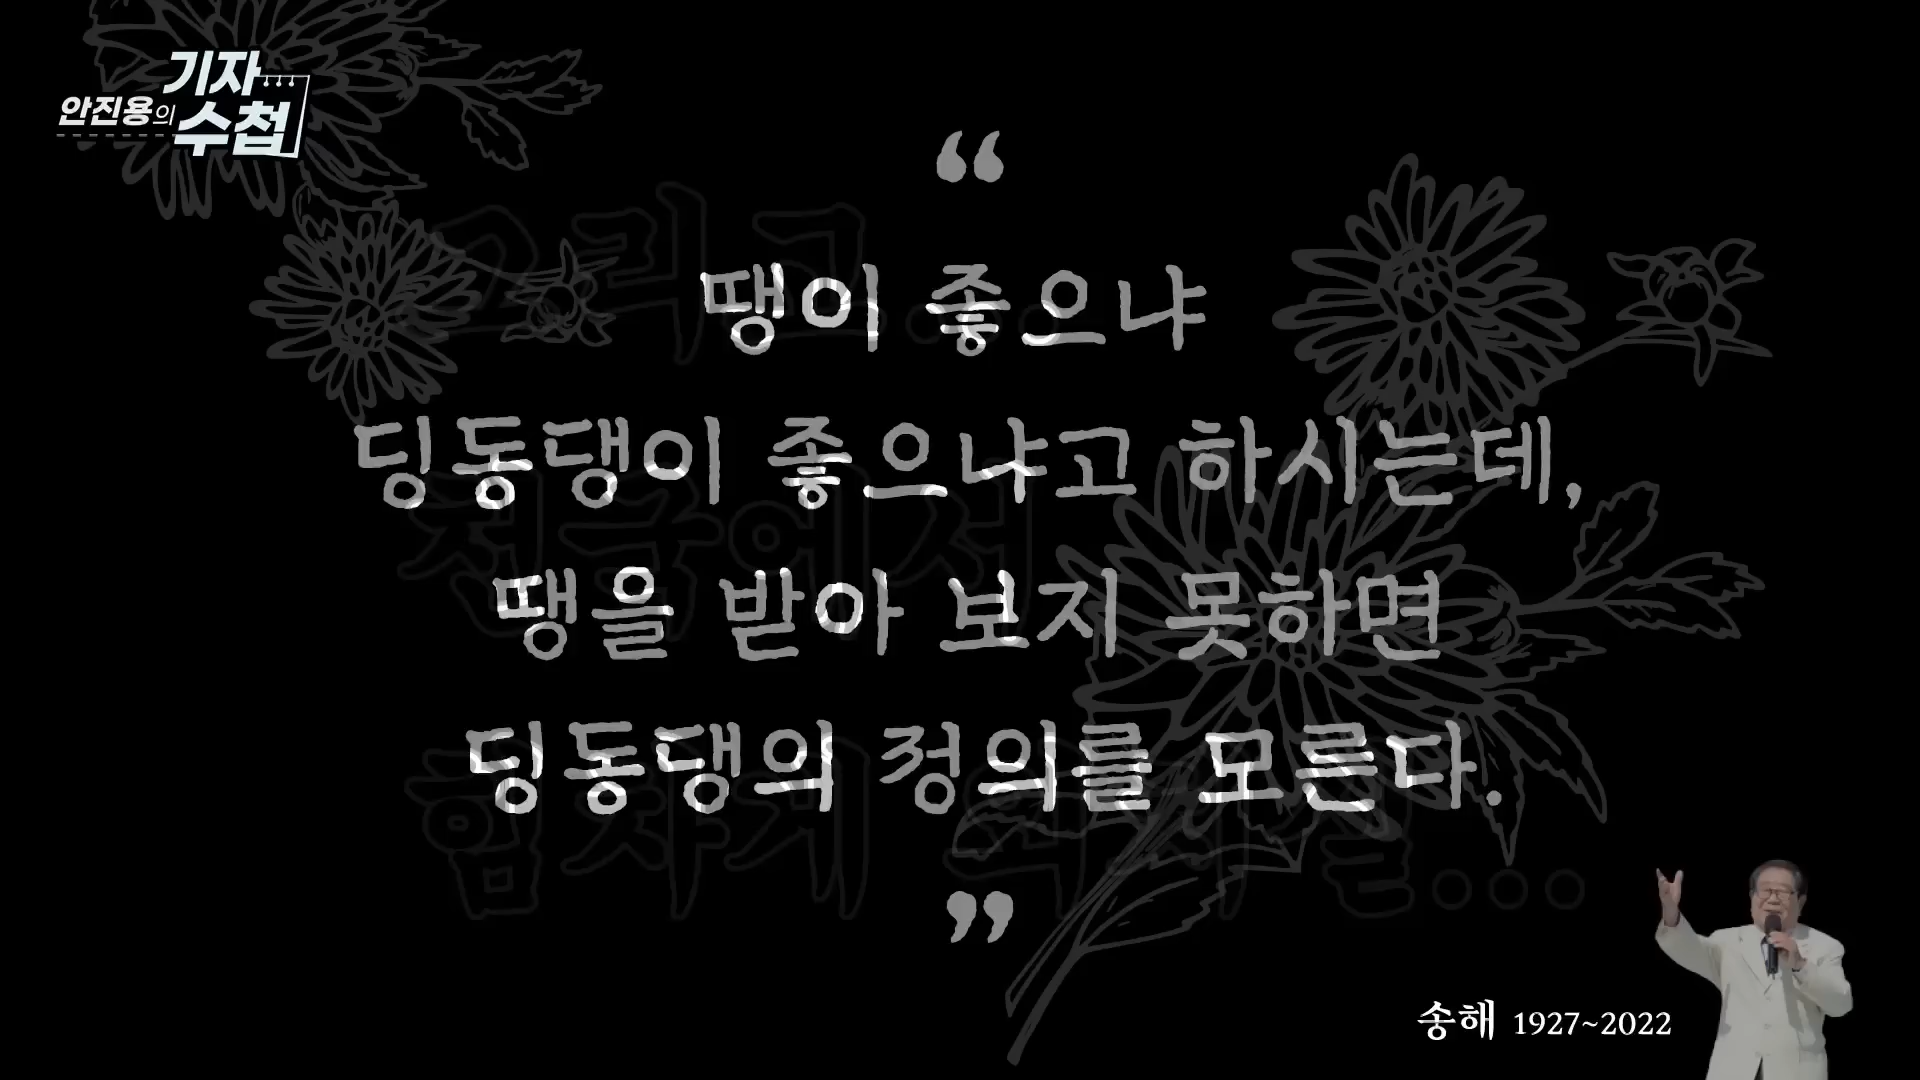 기자
안진용의 수첩
“
땡이 좋으냐
딩동댕이 좋으냐고 하시는데,
땡을 받아 보지 못하면
딩동댕의 정의를 모른다.
”
송해 1927~2022